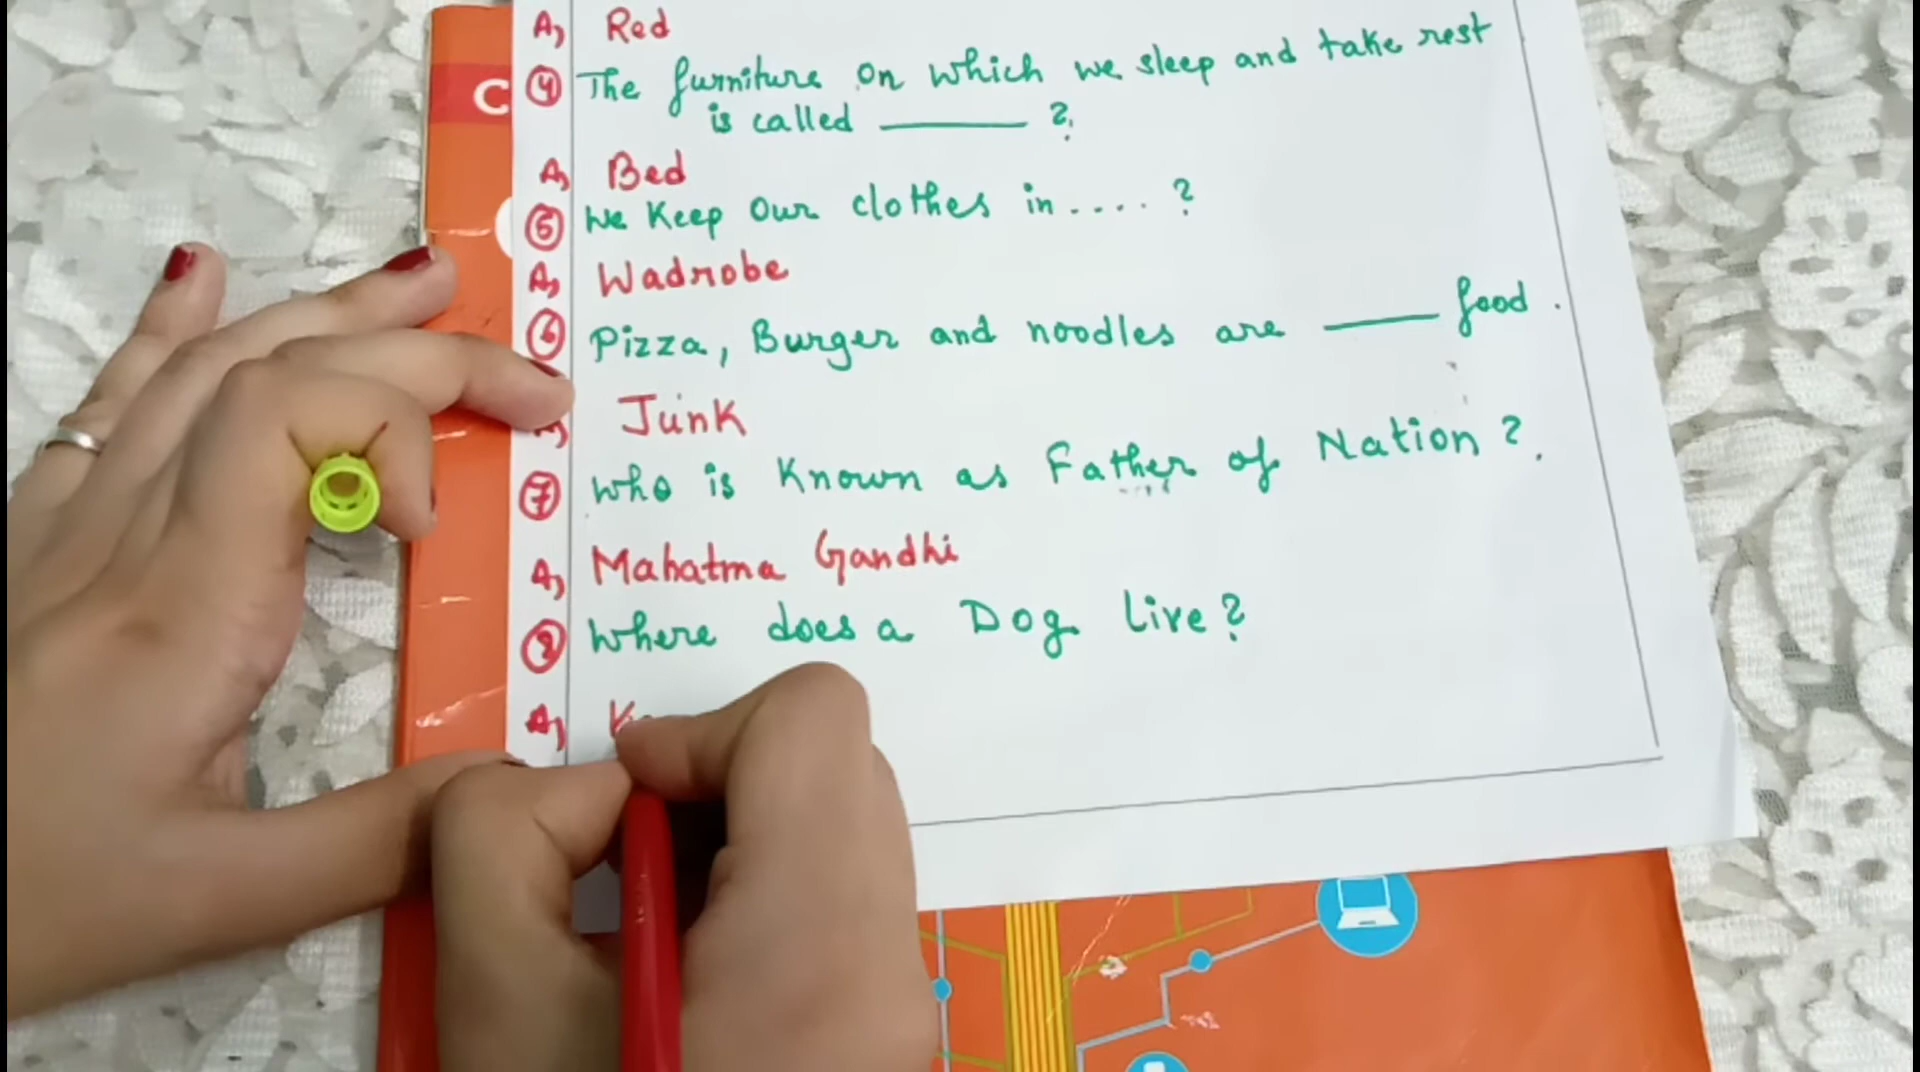 A, Red
④ The furniture on which we sleep and take rest
is called _______ ?
A, Bed
⑤ We Keep Our clothes in .... ?
A, Wadrobe
⑥ Pizza, Burger and noodles are _____ food .
A, Junk
⑦ Who is Known as Father of Nation ?
A, Mahatma Gandhi
⑧ Where does a Dog live?
A, K
C